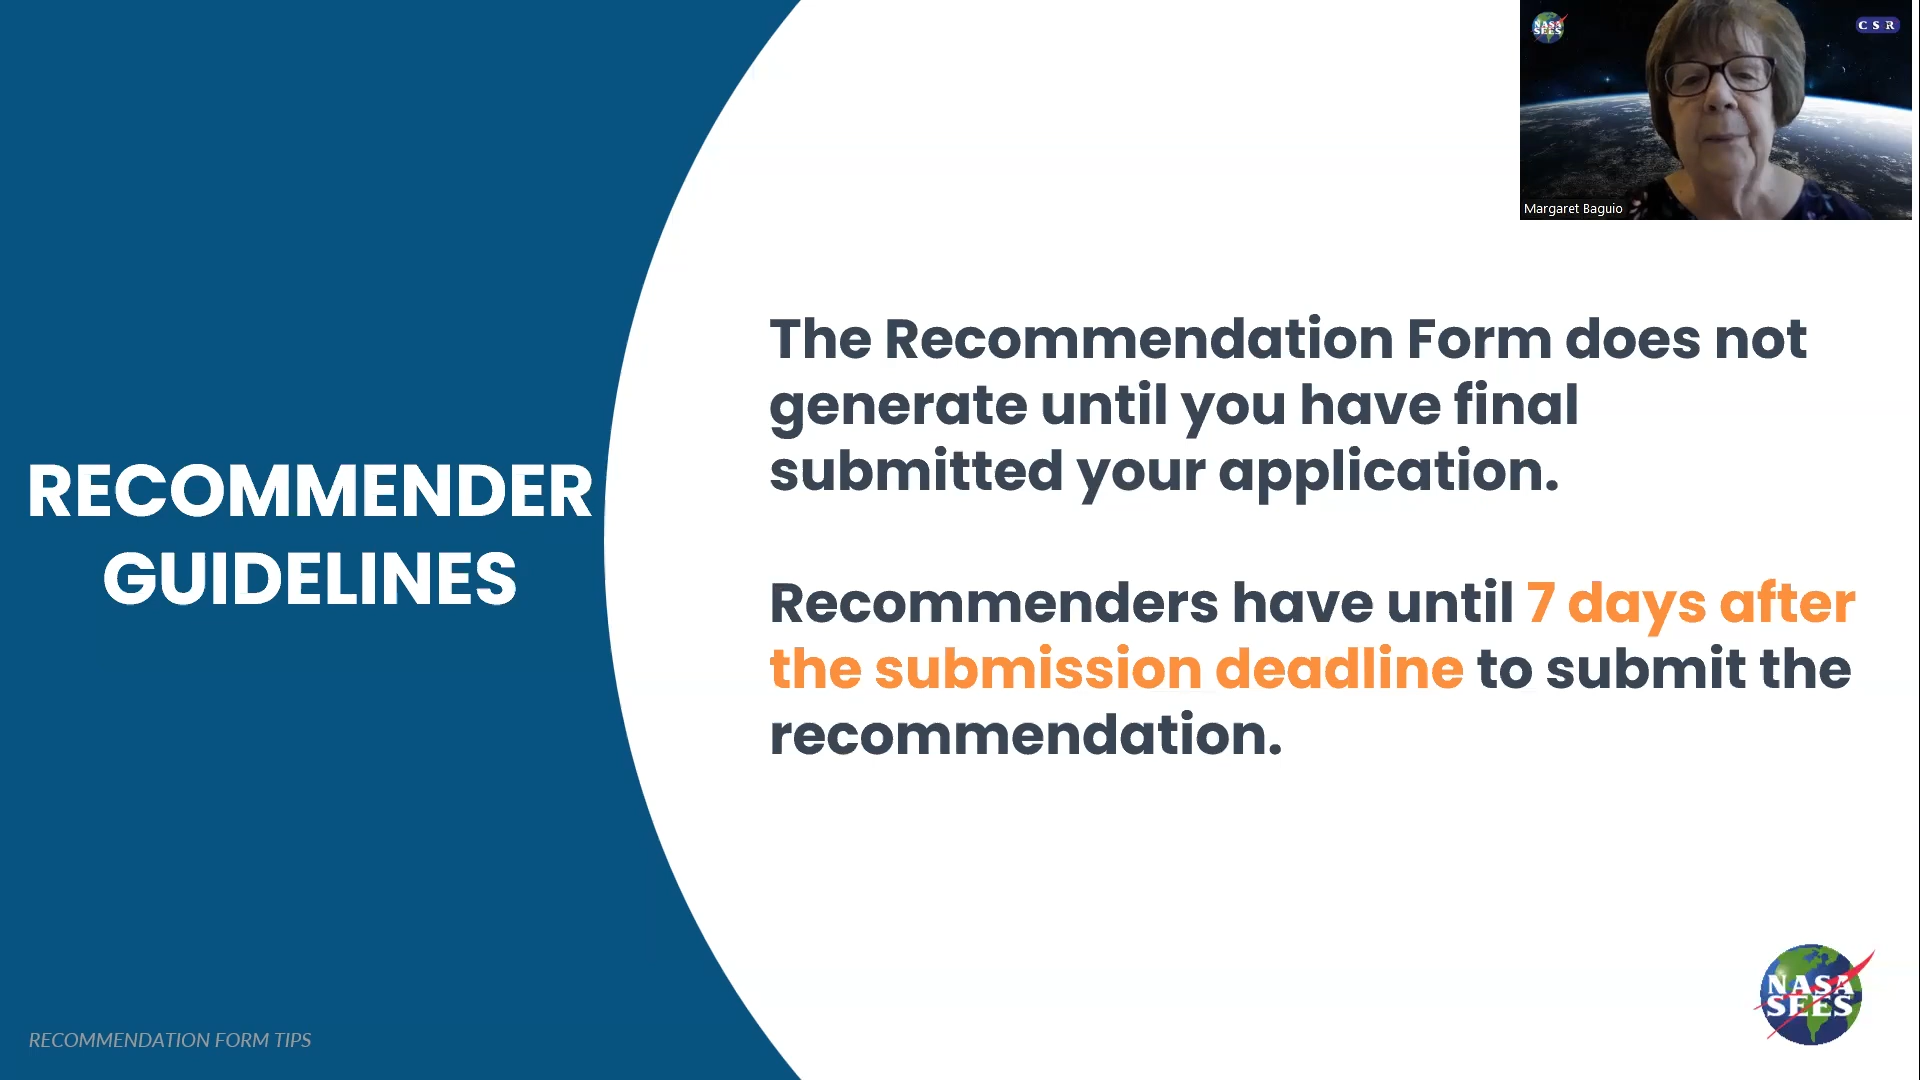 NASA
SEES
CSR
Margaret Baguio
RECOMMENDER
GUIDELINES
The Recommendation Form does not
generate until you have final
submitted your application.
Recommenders have until 7 days after
the submission deadline to submit the
recommendation.
RECOMMENDATION FORM TIPS
NASA
SEES